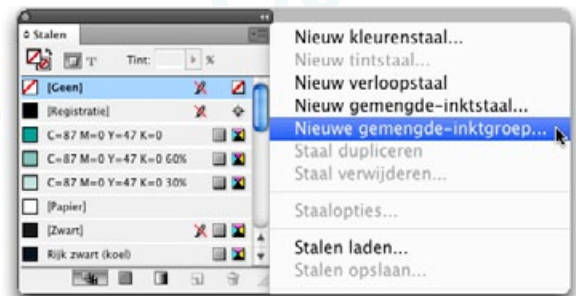 Stalen
Tint: %
[Geen]
[Registratie]
C=87 M=0 Y=47 K=0
C=87 M=0 Y=47 K=0 60%
C=87 M=0 Y=47 K=0 30%
[Papier]
[Zwart]
Rijk zwart (koel)
Nieuw kleurenstaal...
Nieuw tintstaal...
Nieuw verloopstaal
Nieuw gemengde-inktstaal...
Nieuwe gemengde-inktgroep...
Staal dupliceren
Staal verwijderen...
Staalopties...
Stalen laden...
Stalen opslaan...